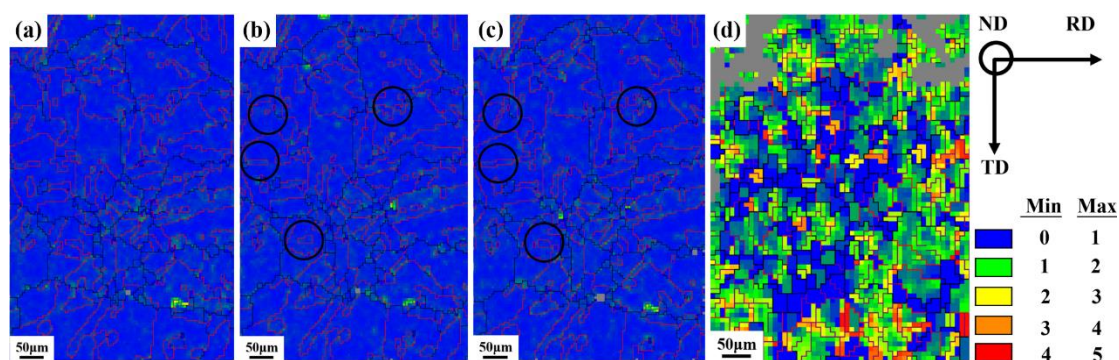 (a)
(b)
(c)
(d)
50μm
50μm
50μm
50μm
ND
RD
TD
Min Max
0 1
1 2
2 3
3 4
4 5